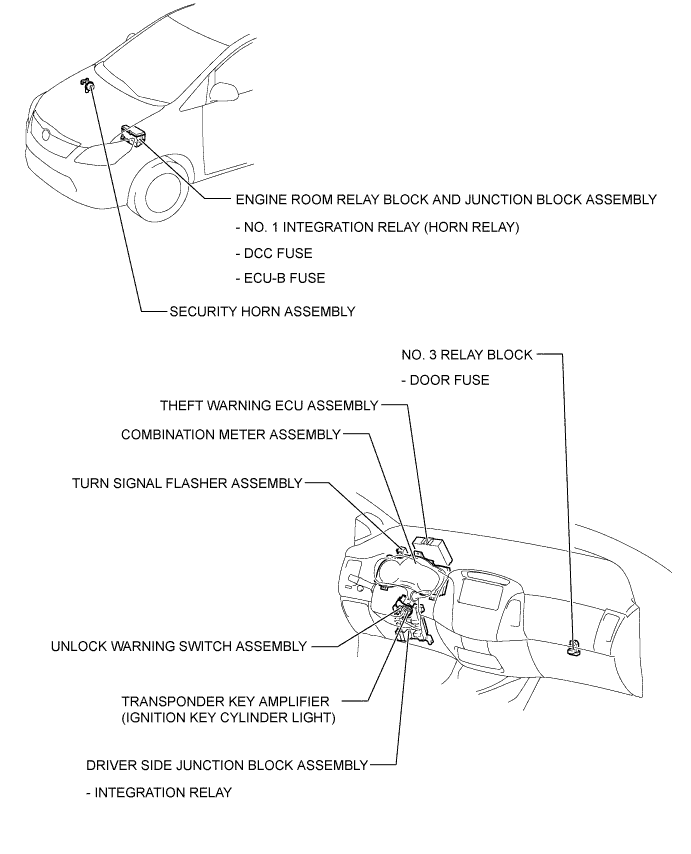 ENGINE ROOM RELAY BLOCK AND JUNCTION BLOCK ASSEMBLY
- NO. 1 INTEGRATION RELAY (HORN RELAY)
- DCC FUSE
- ECU-B FUSE
SECURITY HORN ASSEMBLY
NO. 3 RELAY BLOCK
- DOOR FUSE
THEFT WARNING ECU ASSEMBLY
COMBINATION METER ASSEMBLY
TURN SIGNAL FLASHER ASSEMBLY
UNLOCK WARNING SWITCH ASSEMBLY
TRANSPONDER KEY AMPLIFIER
(IGNITION KEY CYLINDER LIGHT)
DRIVER SIDE JUNCTION BLOCK ASSEMBLY
- INTEGRATION RELAY